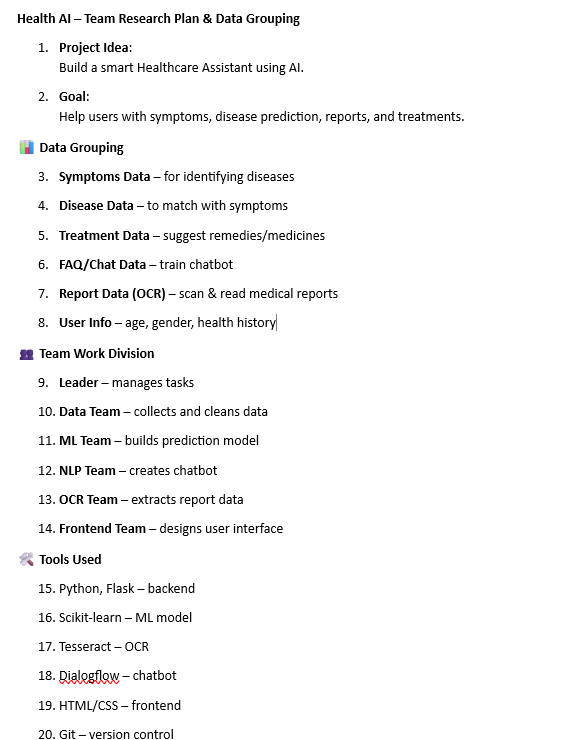 Health AI – Team Research Plan & Data Grouping
1. Project Idea:
Build a smart Healthcare Assistant using AI.
2. Goal:
Help users with symptoms, disease prediction, reports, and treatments.
📊 Data Grouping
3. Symptoms Data – for identifying diseases
4. Disease Data – to match with symptoms
5. Treatment Data – suggest remedies/medicines
6. FAQ/Chat Data – train chatbot
7. Report Data (OCR) – scan & read medical reports
8. User Info – age, gender, health history
👥 Team Work Division
9. Leader – manages tasks
10. Data Team – collects and cleans data
11. ML Team – builds prediction model
12. NLP Team – creates chatbot
13. OCR Team – extracts report data
14. Frontend Team – designs user interface
🛠 Tools Used
15. Python, Flask – backend
16. Scikit-learn – ML model
17. Tesseract – OCR
18. Dialogflow – chatbot
19. HTML/CSS – frontend
20. Git – version control